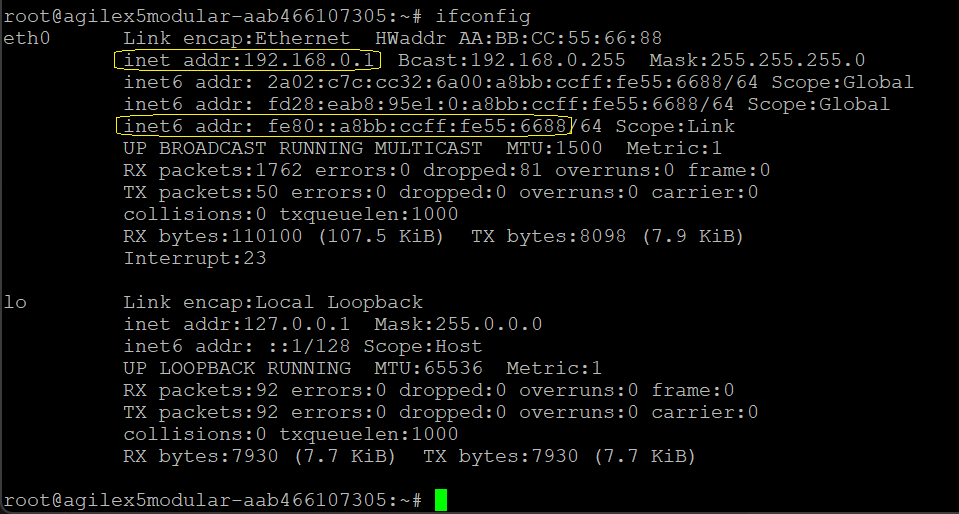 root@agilex5modular-aab466107305:~# ifconfig
eth0      Link encap:Ethernet  HWaddr AA:BB:CC:55:66:88
          inet addr:192.168.0.1  Bcast:192.168.0.255  Mask:255.255.255.0
          inet6 addr: 2a02:c7c:cc32:6a00:a8bb:ccff:fe55:6688/64 Scope:Global
          inet6 addr: fd28:eab8:95e1:0:a8bb:ccff:fe55:6688/64 Scope:Global
          inet6 addr: fe80::a8bb:ccff:fe55:6688/64 Scope:Link
          UP BROADCAST RUNNING MULTICAST  MTU:1500  Metric:1
          RX packets:1762 errors:0 dropped:81 overruns:0 frame:0
          TX packets:50 errors:0 dropped:0 overruns:0 carrier:0
          collisions:0 txqueuelen:1000
          RX bytes:110100 (107.5 KiB)  TX bytes:8098 (7.9 KiB)
          Interrupt:23
lo        Link encap:Local Loopback
          inet addr:127.0.0.1  Mask:255.0.0.0
          inet6 addr: ::1/128 Scope:Host
          UP LOOPBACK RUNNING  MTU:65536  Metric:1
          RX packets:92 errors:0 dropped:0 overruns:0 frame:0
          TX packets:92 errors:0 dropped:0 overruns:0 carrier:0
          collisions:0 txqueuelen:1000
          RX bytes:7930 (7.7 KiB)  TX bytes:7930 (7.7 KiB)
root@agilex5modular-aab466107305:~#